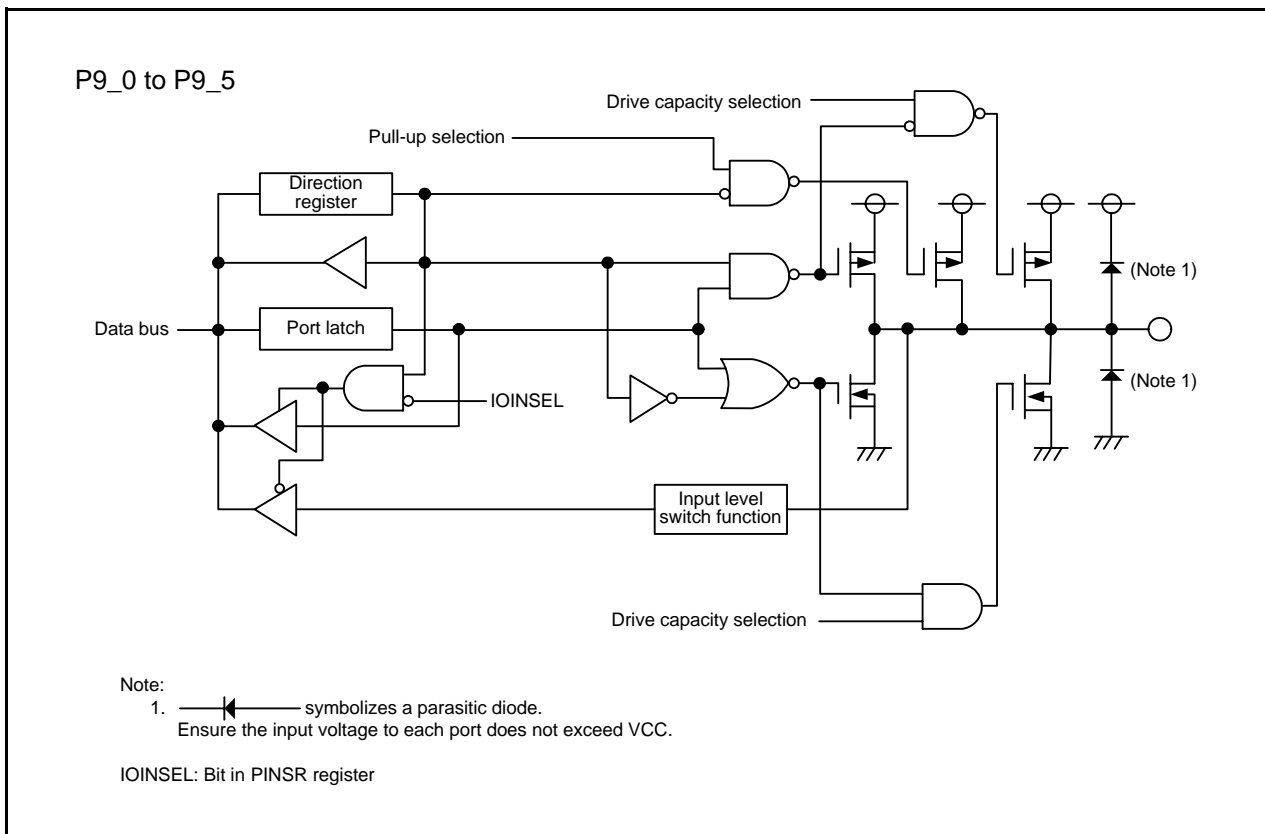 P9_0 to P9_5
Drive capacity selection
Pull-up selection
Direction
register
(Note 1)
Data bus
Port latch
(Note 1)
IOINSEL
Input level
switch function
Drive capacity selection
Note:
1. symbolizes a parasitic diode.
Ensure the input voltage to each port does not exceed VCC.
IOINSEL: Bit in PINSR register